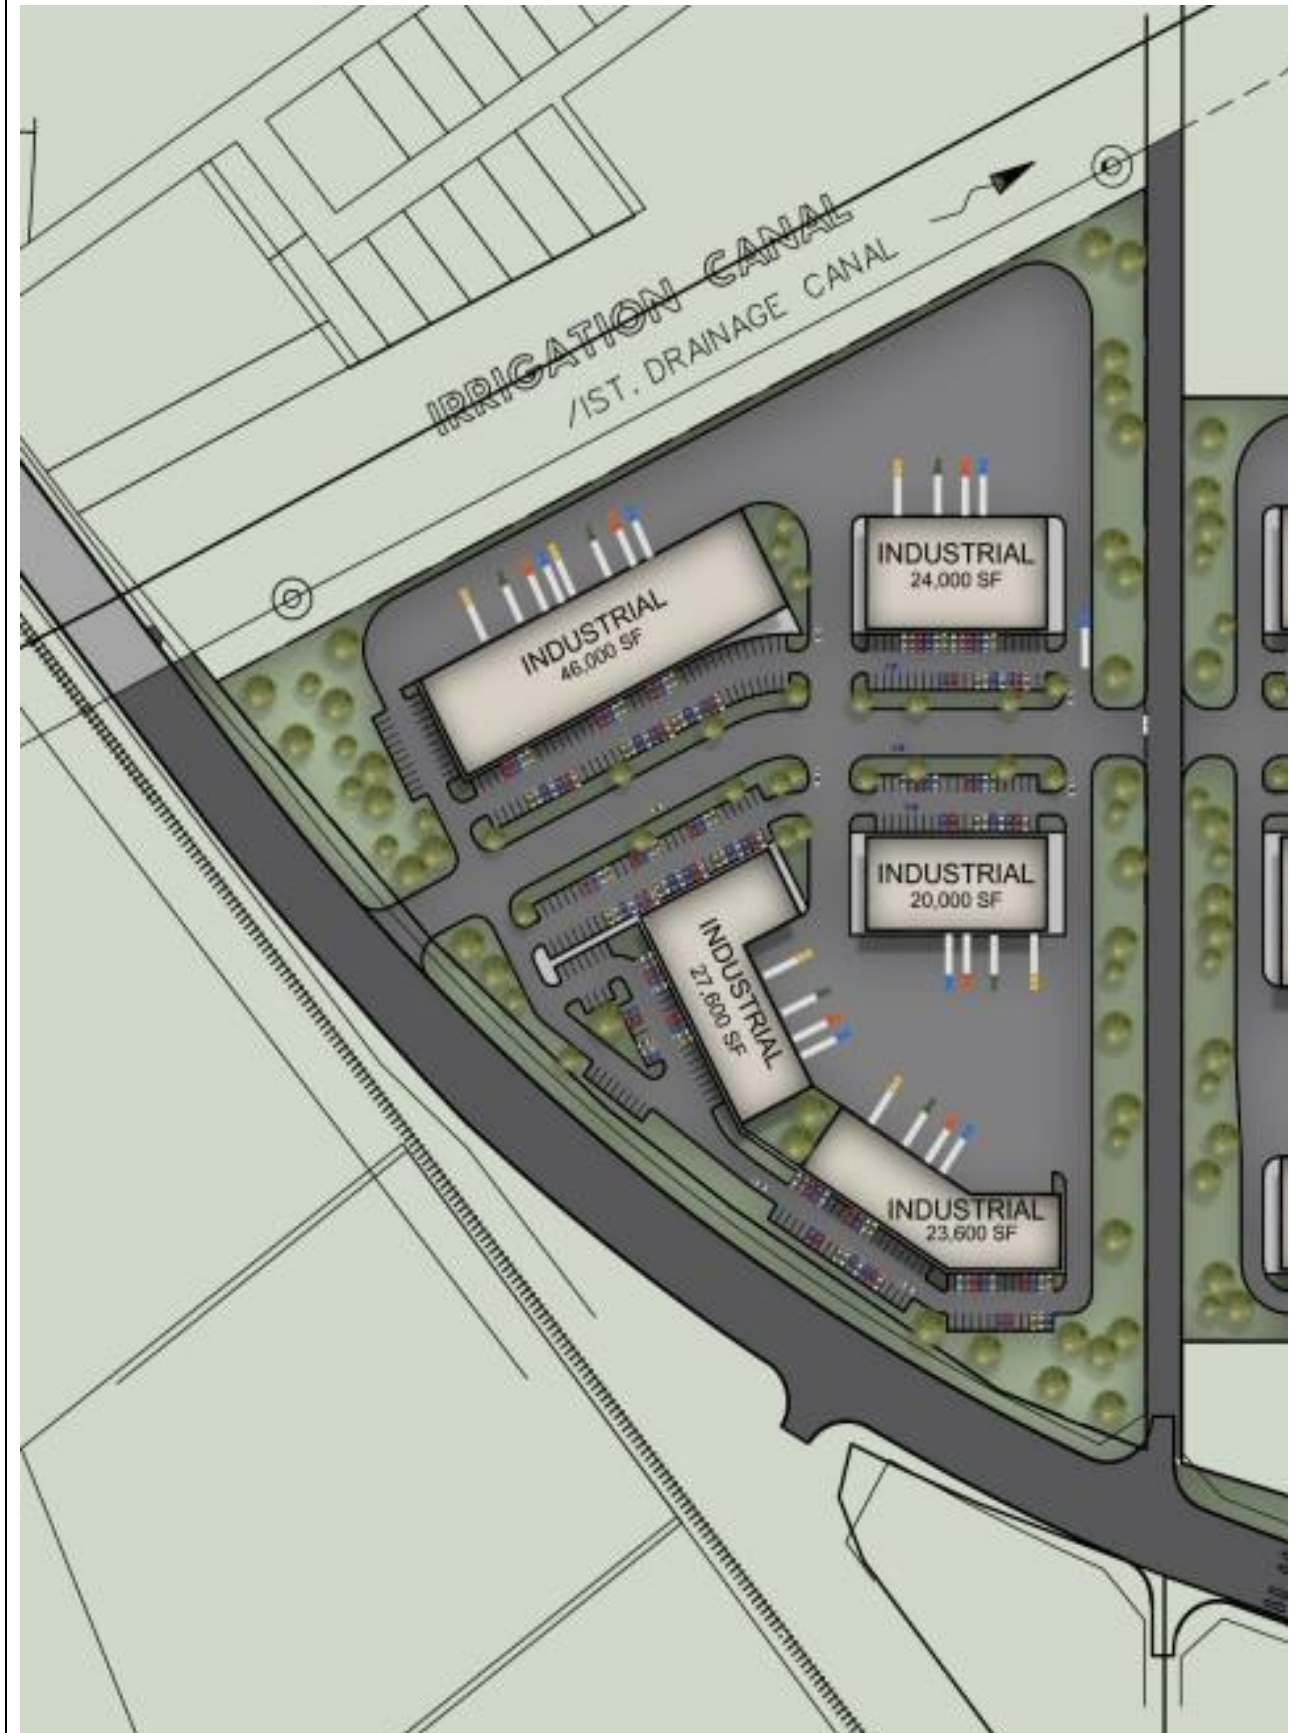 IRRIGATION CANAL
/IST. DRAINAGE CANAL
INDUSTRIAL
24,000 SF
INDUSTRIAL
46,000 SF
INDUSTRIAL
20,000 SF
INDUSTRIAL
27,600 SF
INDUSTRIAL
23,600 SF